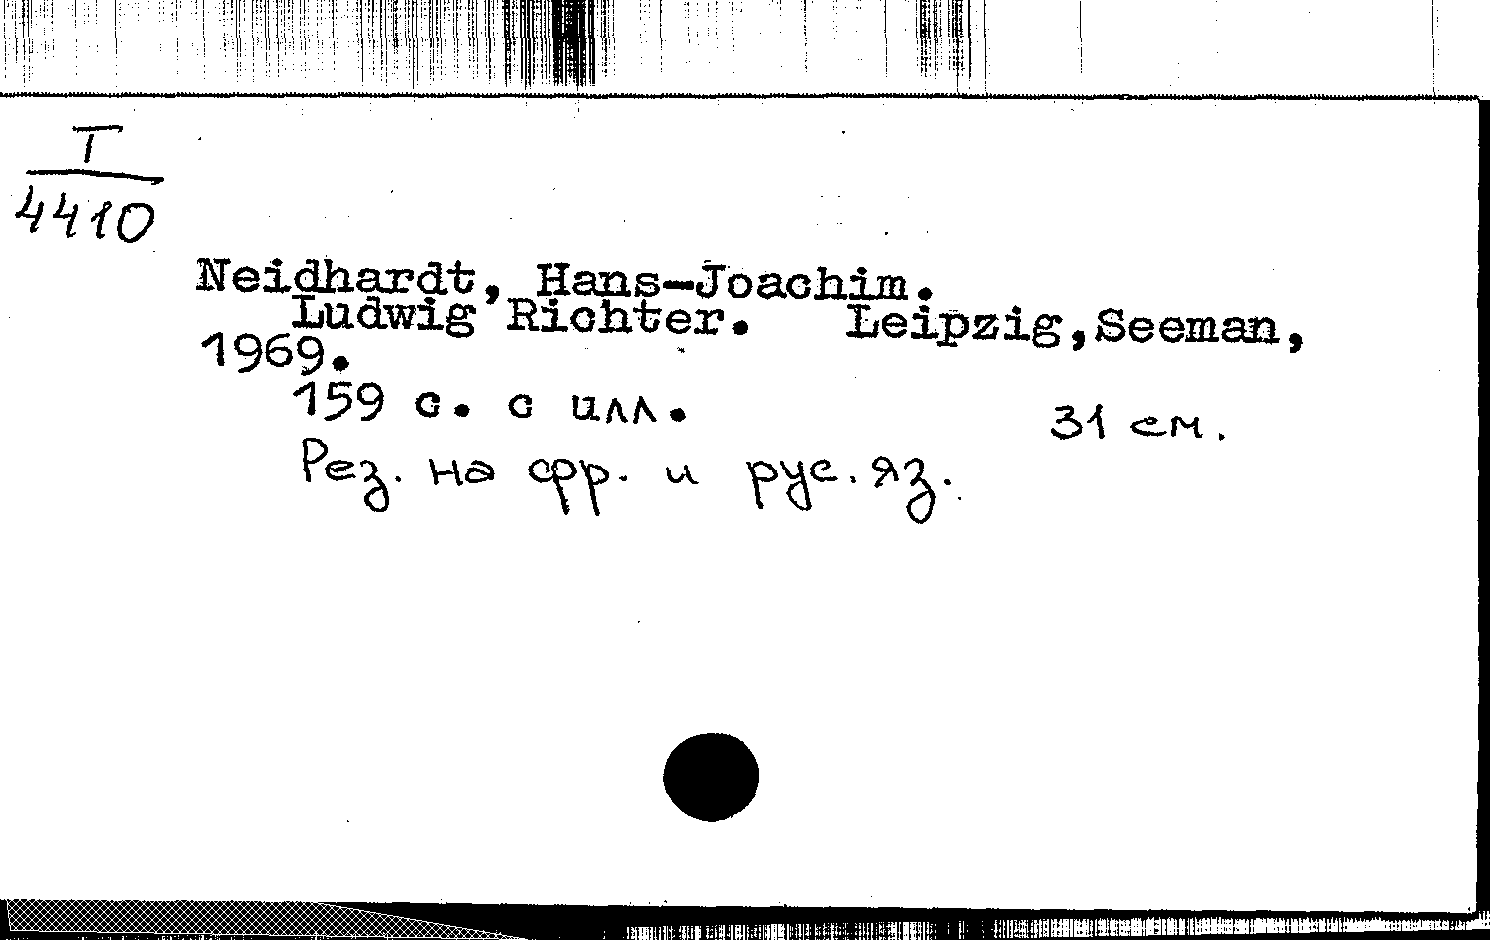 T
4410
Neidhardt, Hans-Joachim.
Ludwig Richter. Leipzig, Seeman,
1969.
159 с. с илл. 31 см.
Рез. на фр. и рус. яз.